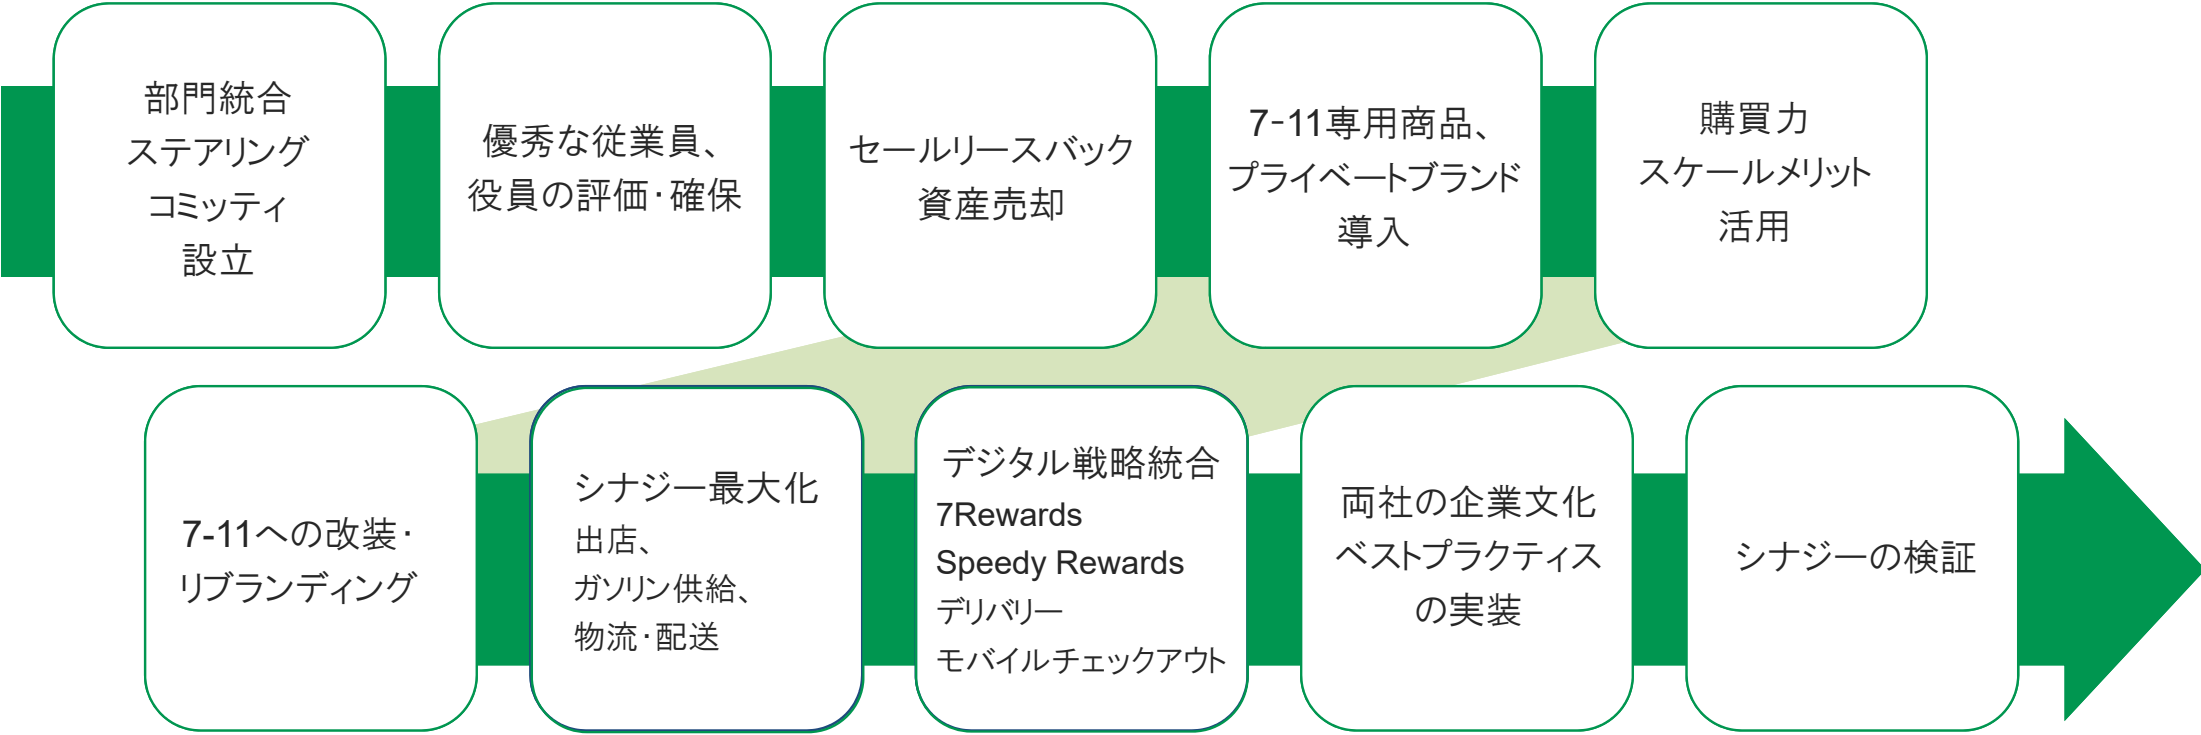 部門統合
ステアリング
コミッティ
設立
優秀な従業員、
役員の評価・確保
セールリースバック
資産売却
7-11専用商品、
プライベートブランド
導入
購買力
スケールメリット
活用
7-11への改装・
リブランディング
シナジー最大化
出店、
ガソリン供給、
物流・配送
デジタル戦略統合
7Rewards
Speedy Rewards
デリバリー
モバイルチェックアウト
両社の企業文化
ベストプラクティス
の実装
シナジーの検証